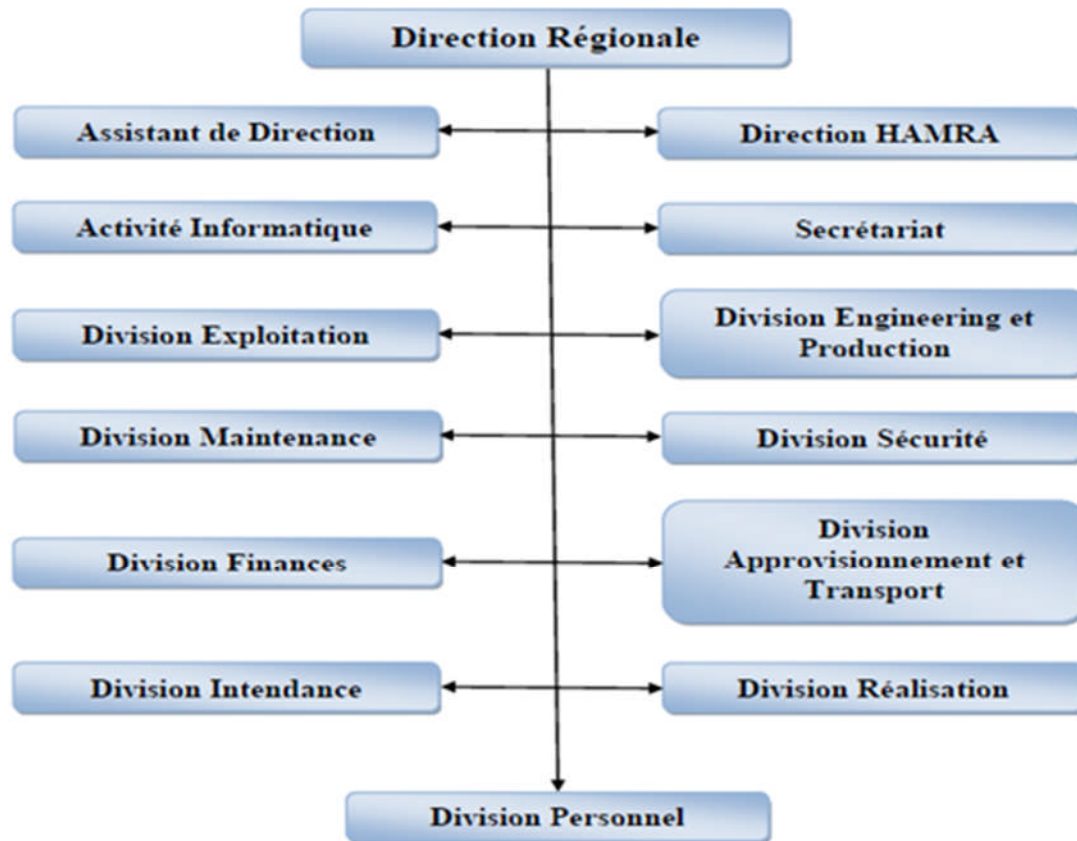 Direction Régionale
Assistant de Direction
Direction HAMRA
Activité Informatique
Secrétariat
Division Exploitation
Division Engineering et
Production
Division Maintenance
Division Sécurité
Division Finances
Division
Approvisionnement et
Transport
Division Intendance
Division Réalisation
Division Personnel